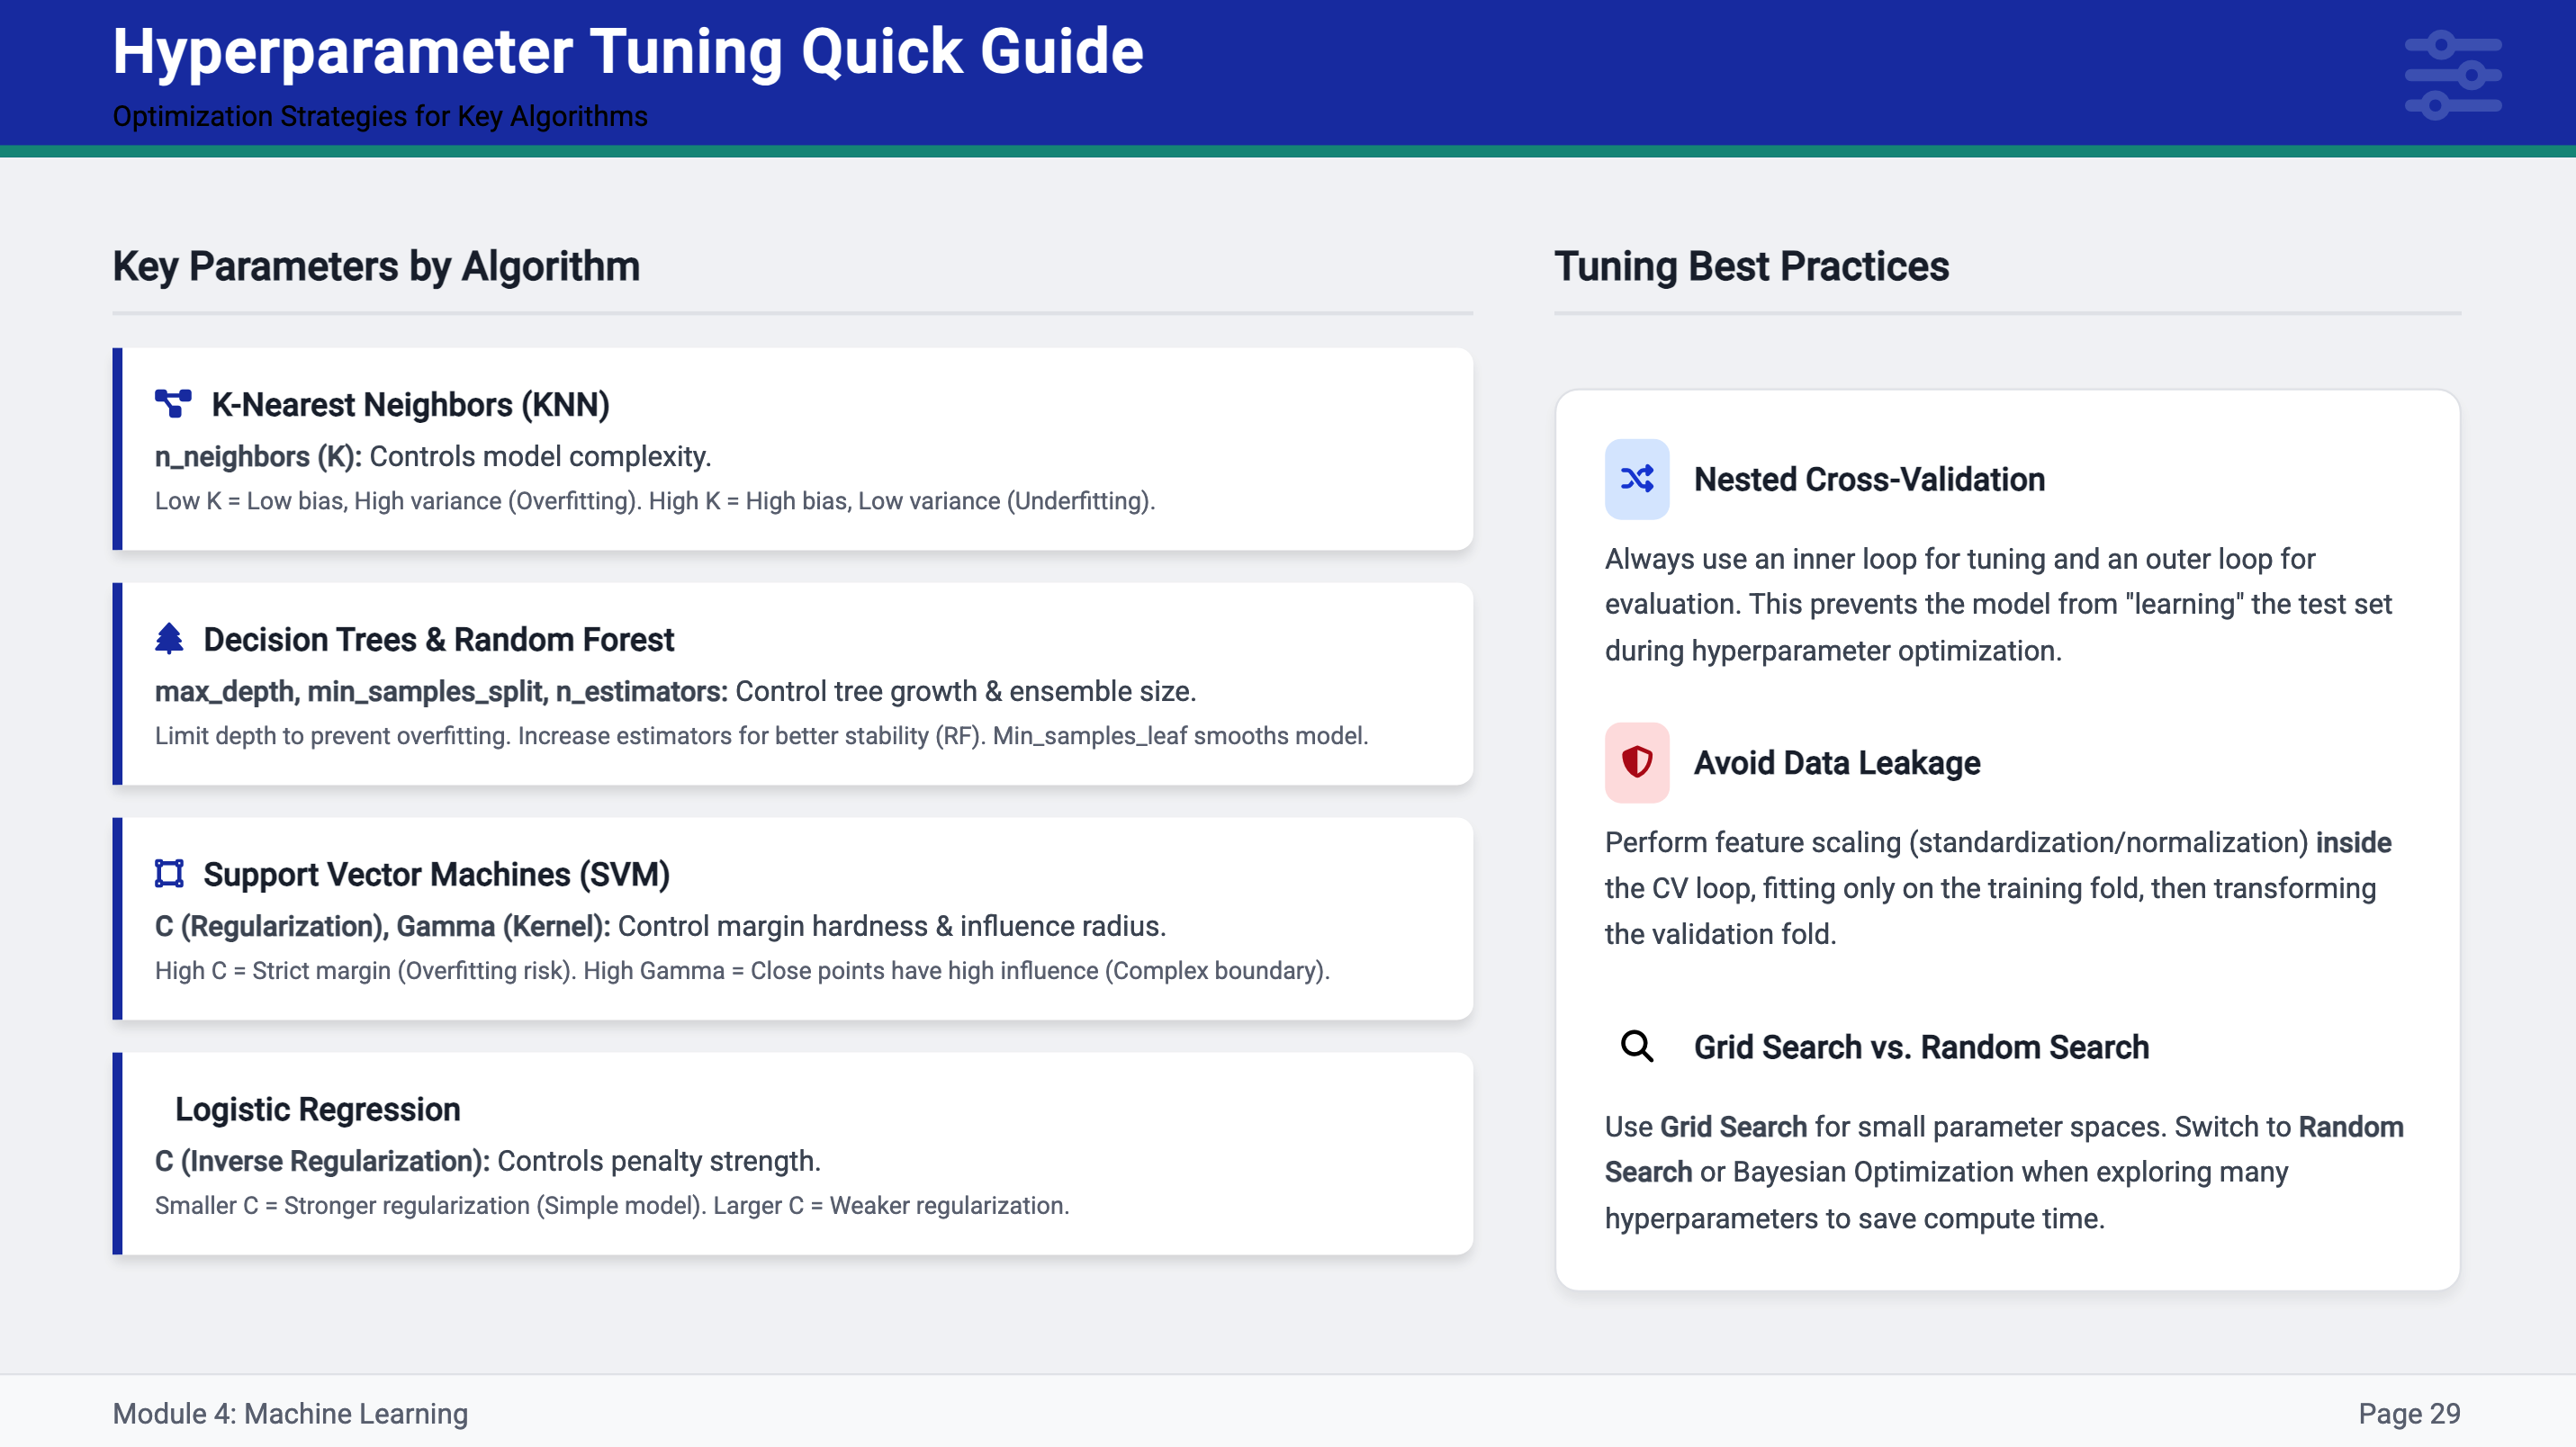 Hyperparameter Tuning Quick Guide
Optimization Strategies for Key Algorithms
Key Parameters by Algorithm
K-Nearest Neighbors (KNN)
n_neighbors (K): Controls model complexity.
Low K = Low bias, High variance (Overfitting). High K = High bias, Low variance (Underfitting).
Decision Trees & Random Forest
max_depth, min_samples_split, n_estimators: Control tree growth & ensemble size.
Limit depth to prevent overfitting. Increase estimators for better stability (RF). Min_samples_leaf smooths model.
Support Vector Machines (SVM)
C (Regularization), Gamma (Kernel): Control margin hardness & influence radius.
High C = Strict margin (Overfitting risk). High Gamma = Close points have high influence (Complex boundary).
Logistic Regression
C (Inverse Regularization): Controls penalty strength.
Smaller C = Stronger regularization (Simple model). Larger C = Weaker regularization.
Tuning Best Practices
Nested Cross-Validation
Always use an inner loop for tuning and an outer loop for
evaluation. This prevents the model from "learning" the test set
during hyperparameter optimization.
Avoid Data Leakage
Perform feature scaling (standardization/normalization) inside
the CV loop, fitting only on the training fold, then transforming
the validation fold.
Grid Search vs. Random Search
Use Grid Search for small parameter spaces. Switch to Random
Search or Bayesian Optimization when exploring many
hyperparameters to save compute time.
Module 4: Machine Learning
Page 29